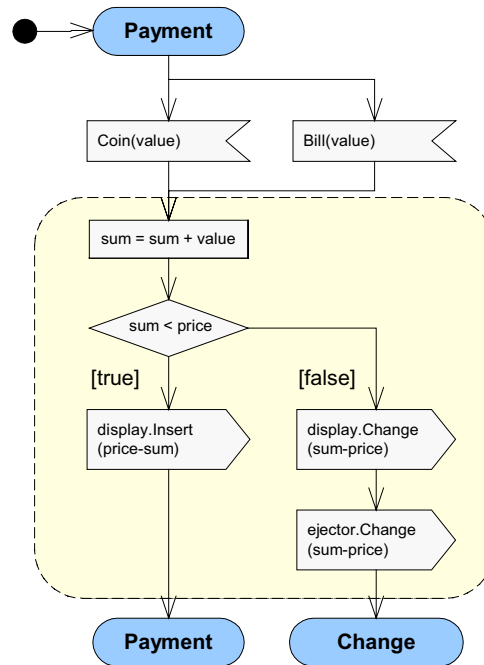 Payment
Coin(value)
Bill(value)
sum = sum + value
sum < price
[true]
[false]
display.Insert
(price-sum)
display.Change
(sum-price)
ejector.Change
(sum-price)
Payment
Change